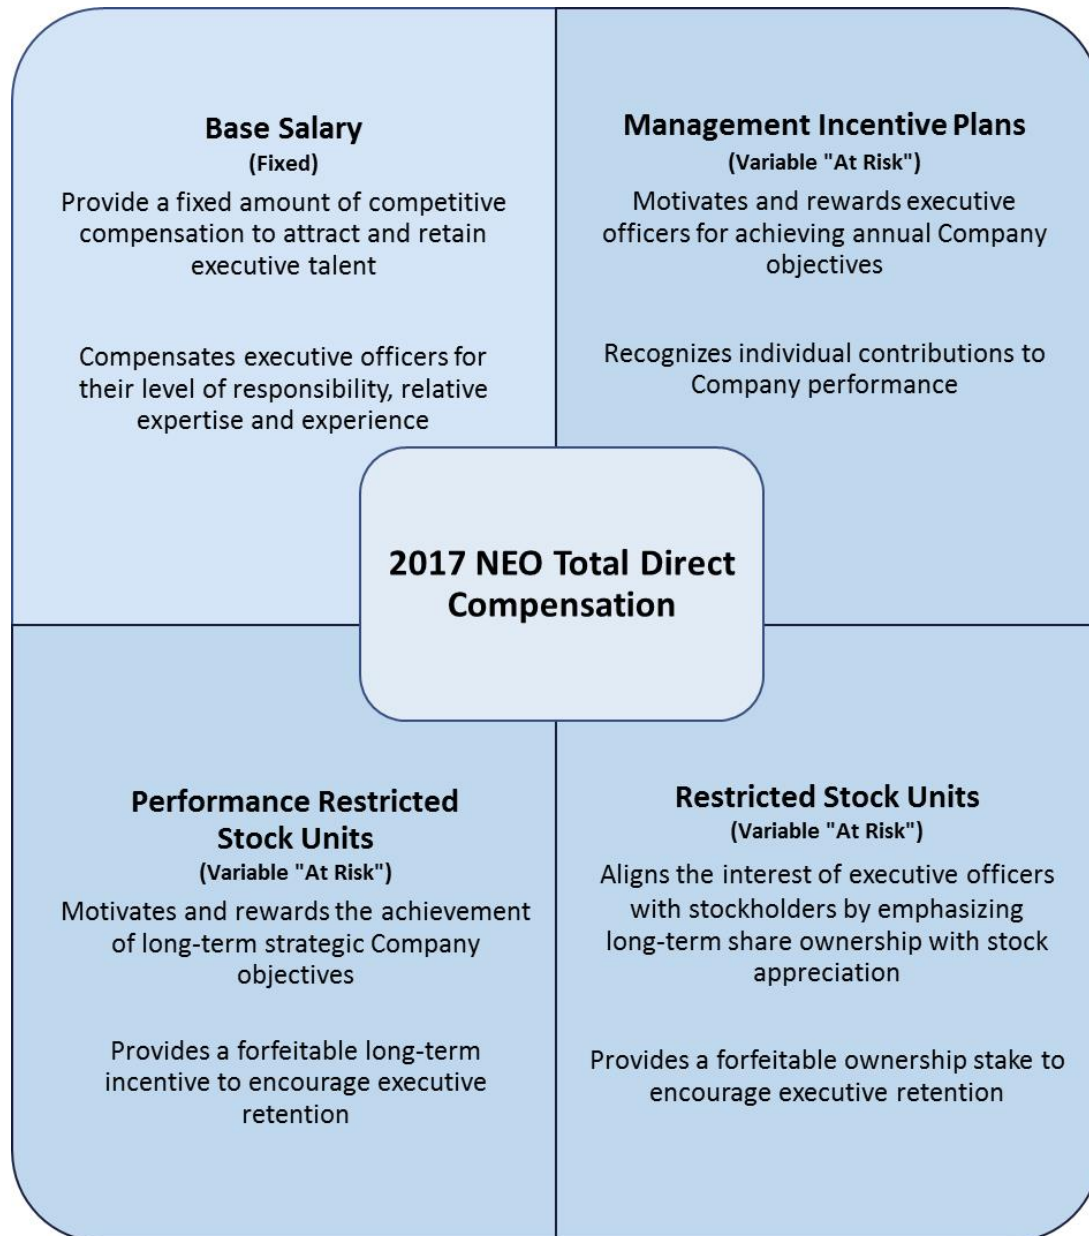 Base Salary
(Fixed)
Provide a fixed amount of competitive
compensation to attract and retain
executive talent
Compensates executive officers for
their level of responsibility, relative
expertise and experience
Management Incentive Plans
(Variable "At Risk")
Motivates and rewards executive
officers for achieving annual Company
objectives
Recognizes individual contributions to
Company performance
2017 NEO Total Direct
Compensation
Performance Restricted
Stock Units
(Variable "At Risk")
Motivates and rewards the achievement
of long-term strategic Company
objectives
Provides a forfeitable long-term
incentive to encourage executive
retention
Restricted Stock Units
(Variable "At Risk")
Aligns the interest of executive officers
with stockholders by emphasizing
long-term share ownership with stock
appreciation
Provides a forfeitable ownership stake to
encourage executive retention